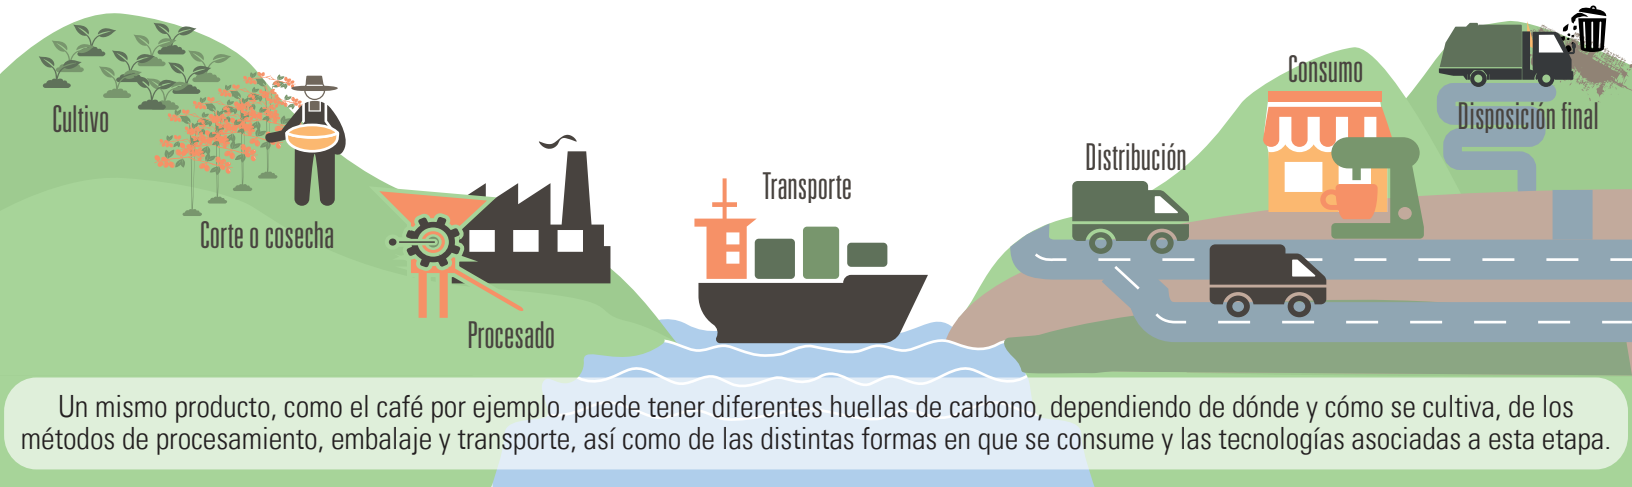 Cultivo
Corte o cosecha
Procesado
Transporte
Distribución
Consumo
Disposición final
Un mismo producto, como el café por ejemplo, puede tener diferentes huellas de carbono, dependiendo de dónde y cómo se cultiva, de los
métodos de procesamiento, embalaje y transporte, así como de las distintas formas en que se consume y las tecnologías asociadas a esta etapa.